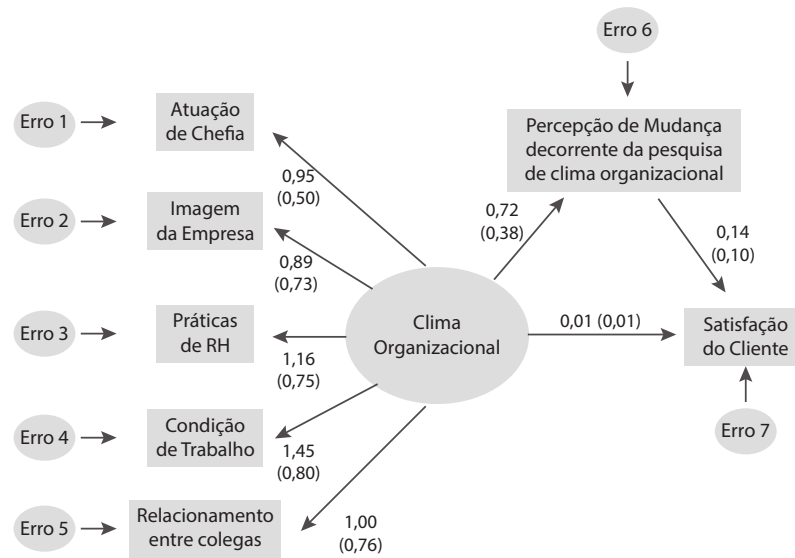 Erro 6
Erro 1
Atuação
de Chefia
Percepção de Mudança
decorrente da pesquisa
de clima organizacional
0,95
(0,50)
Erro 2
Imagem
da Empresa
0,72
(0,38)
0,14
(0,10)
0,89
(0,73)
Erro 3
Práticas
de RH
Clima
Organizacional
0,01 (0,01)
Satisfação
do Cliente
1,16
(0,75)
Erro 4
Condição
de Trabalho
1,45
(0,80)
Erro 7
Erro 5
Relacionamento
entre colegas
1,00
(0,76)